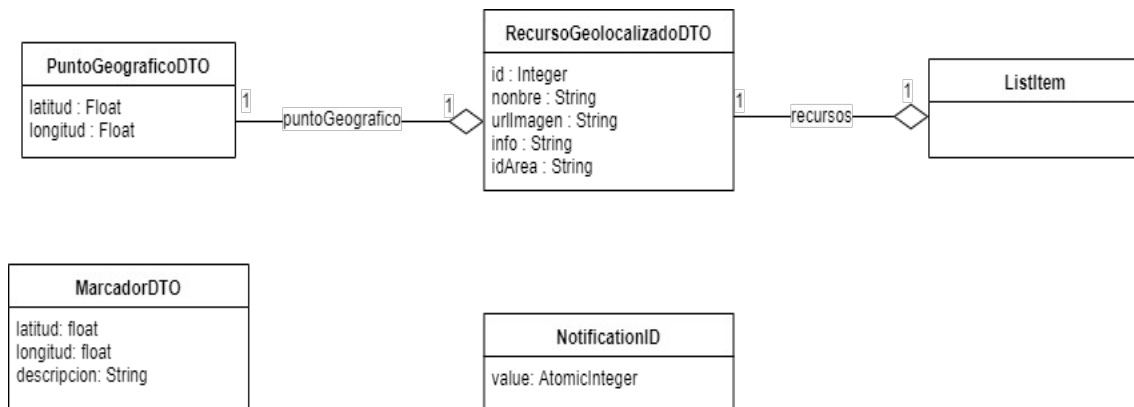 PuntoGeograficoDTO
latitud : Float
longitud : Float
1
puntoGeografico
1
RecursoGeolocalizadoDTO
id : Integer
nonbre : String
urlImagen : String
info : String
idArea : String
1
recursos
1
ListItem
MarcadorDTO
latitud: float
longitud: float
descripcion: String
NotificationID
value: AtomicInteger